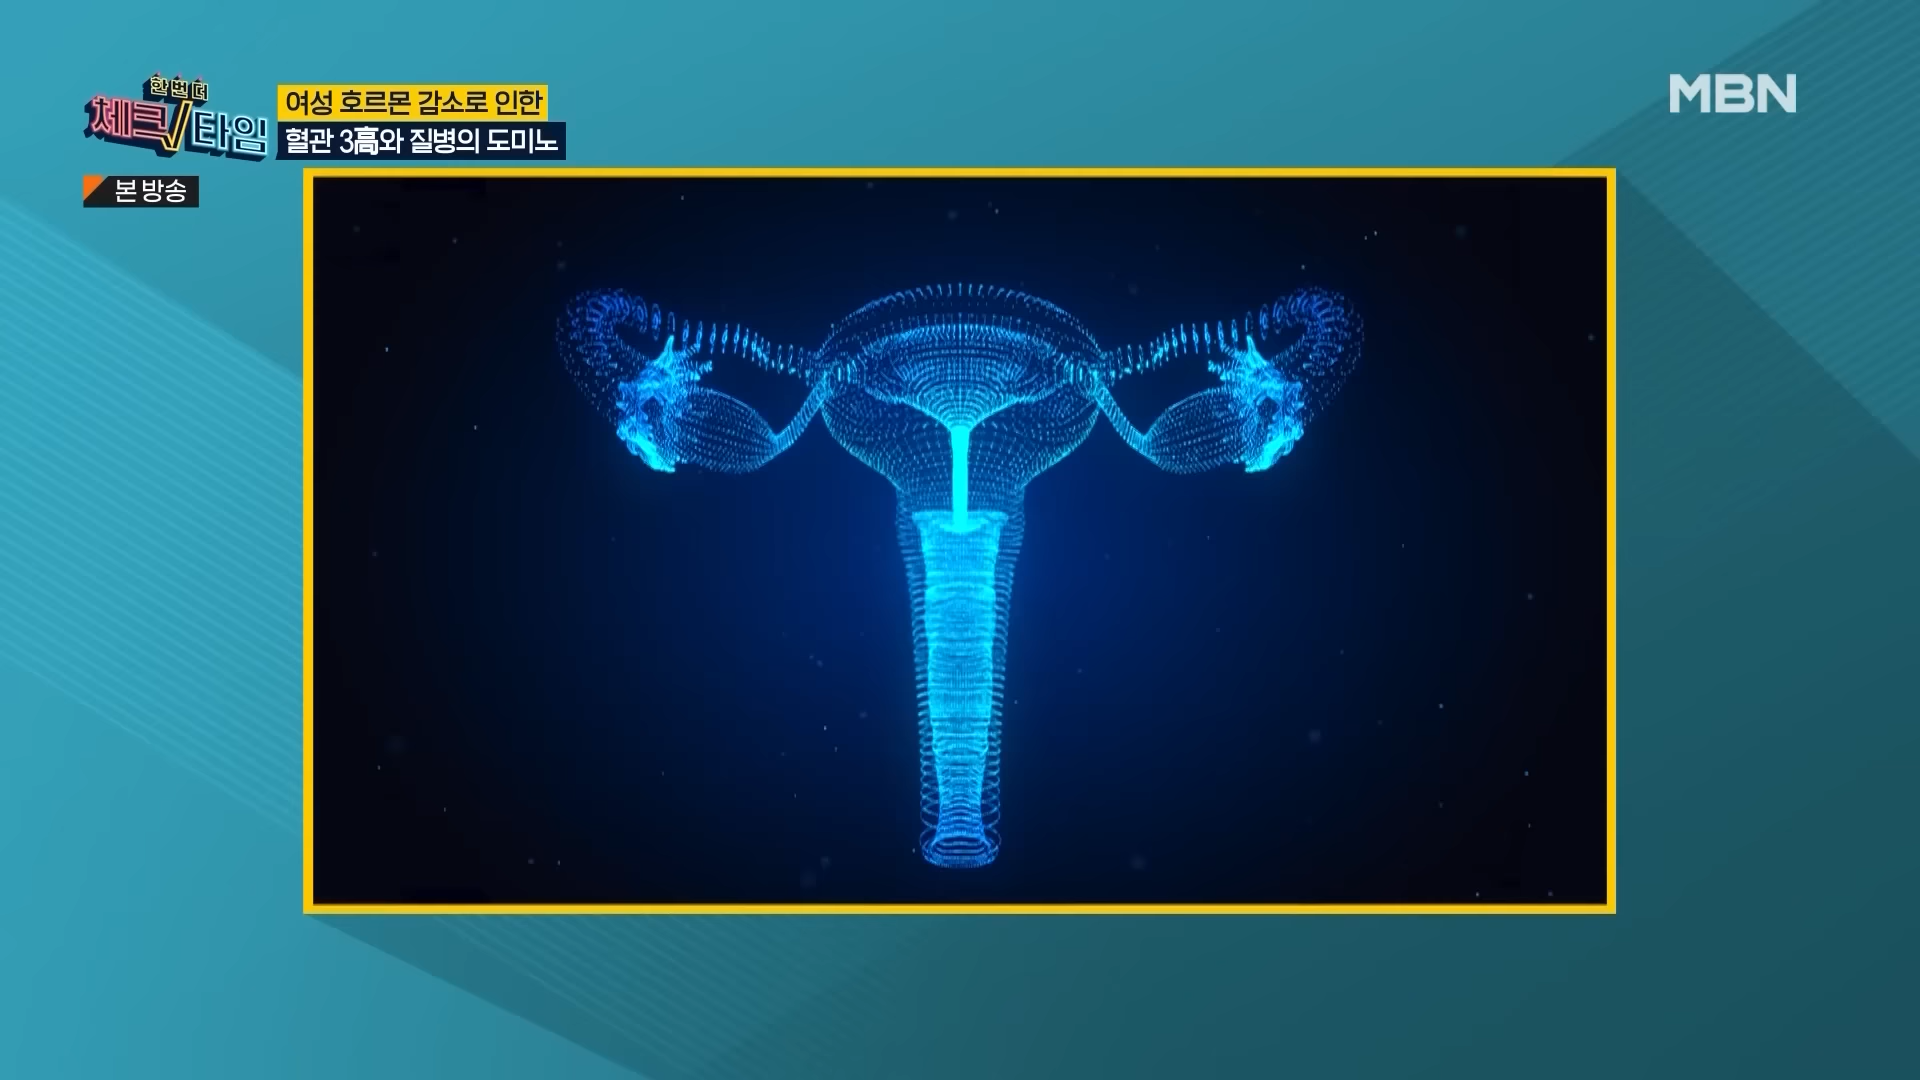 한 번 더
체크√타임
여성 호르몬 감소로 인한
혈관 3高와 질병의 도미노
본 방송
MBN